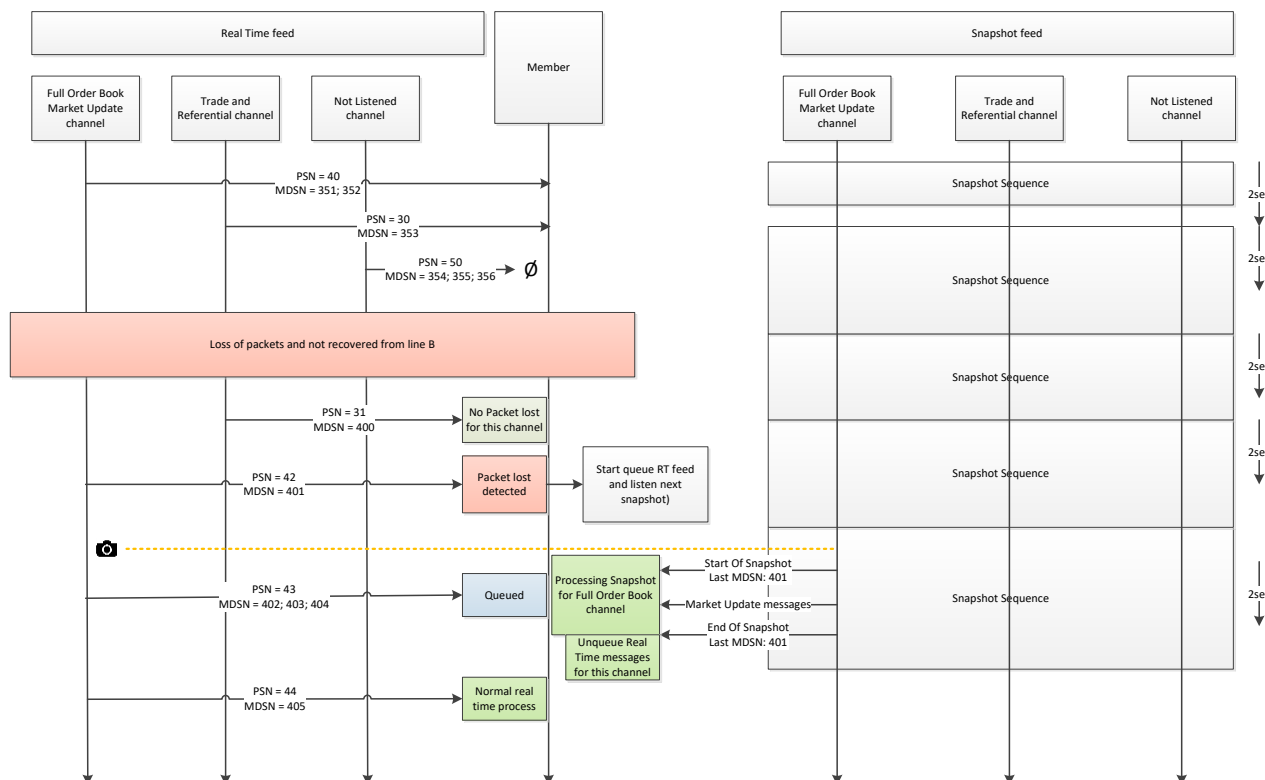 Real Time feed
Member
Snapshot feed
Full Order Book
Market Update
channel
Trade and
Referential channel
Not Listened
channel
Full Order Book
Market Update
channel
Trade and
Referential channel
Not Listened
channel
PSN = 40
MDSN = 351; 352
Snapshot Sequence
2se
PSN = 30
MDSN = 353
PSN = 50
MDSN = 354; 355; 356
Ø
Snapshot Sequence
2se
Loss of packets and not recovered from line B
Snapshot Sequence
2se
PSN = 31
MDSN = 400
No Packet lost
for this channel
PSN = 42
MDSN = 401
Packet lost
detected
Start queue RT feed
and listen next
snapshot)
Snapshot Sequence
2se
Start Of Snapshot
Last MDSN: 401
PSN = 43
MDSN = 402; 403; 404
Queued
Processing Snapshot
for Full Order Book
channel
Market Update messages
Snapshot Sequence
2se
End Of Snapshot
Last MDSN: 401
Unqueue Real
Time messages
for this channel
PSN = 44
MDSN = 405
Normal real
time process